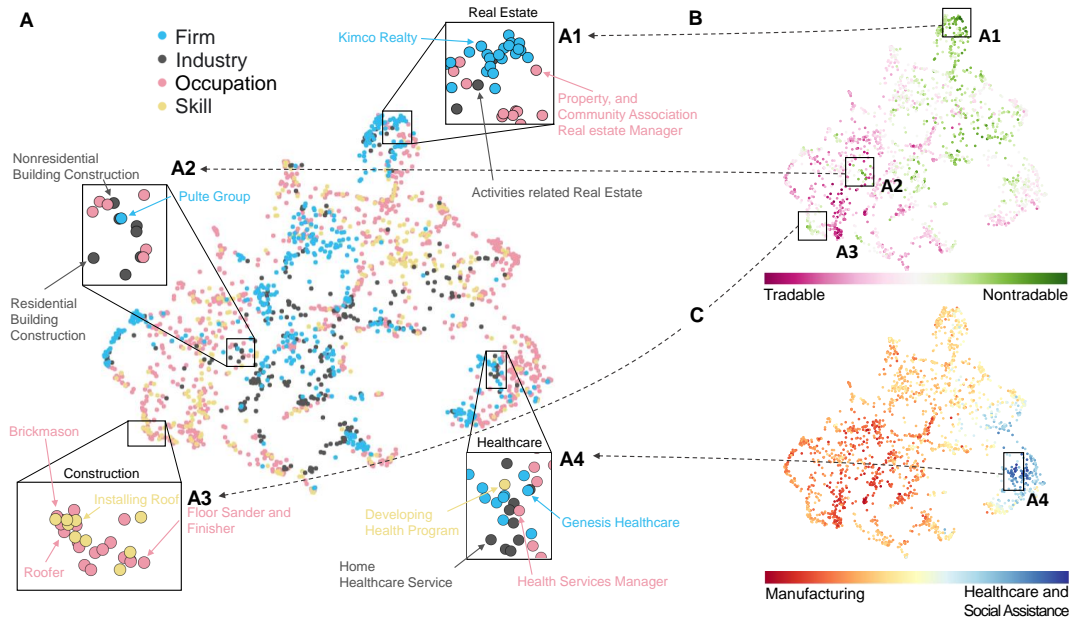 A
Firm
Industry
Occupation
Skill
Real Estate
A1
Kimco Realty
Property, and
Community Association
Real estate Manager
Activities related Real Estate
Nonresidential
Building Construction
A2
Pulte Group
Residential
Building
Construction
Brickmason
Construction
A3
Installing Roof
Floor Sander and
Finisher
Roofer
Healthcare
A4
Developing
Health Program
Genesis Healthcare
Home
Healthcare Service
Health Services Manager
B
A1
A2
A3
Tradable
Nontradable
C
A4
Manufacturing
Healthcare and
Social Assistance